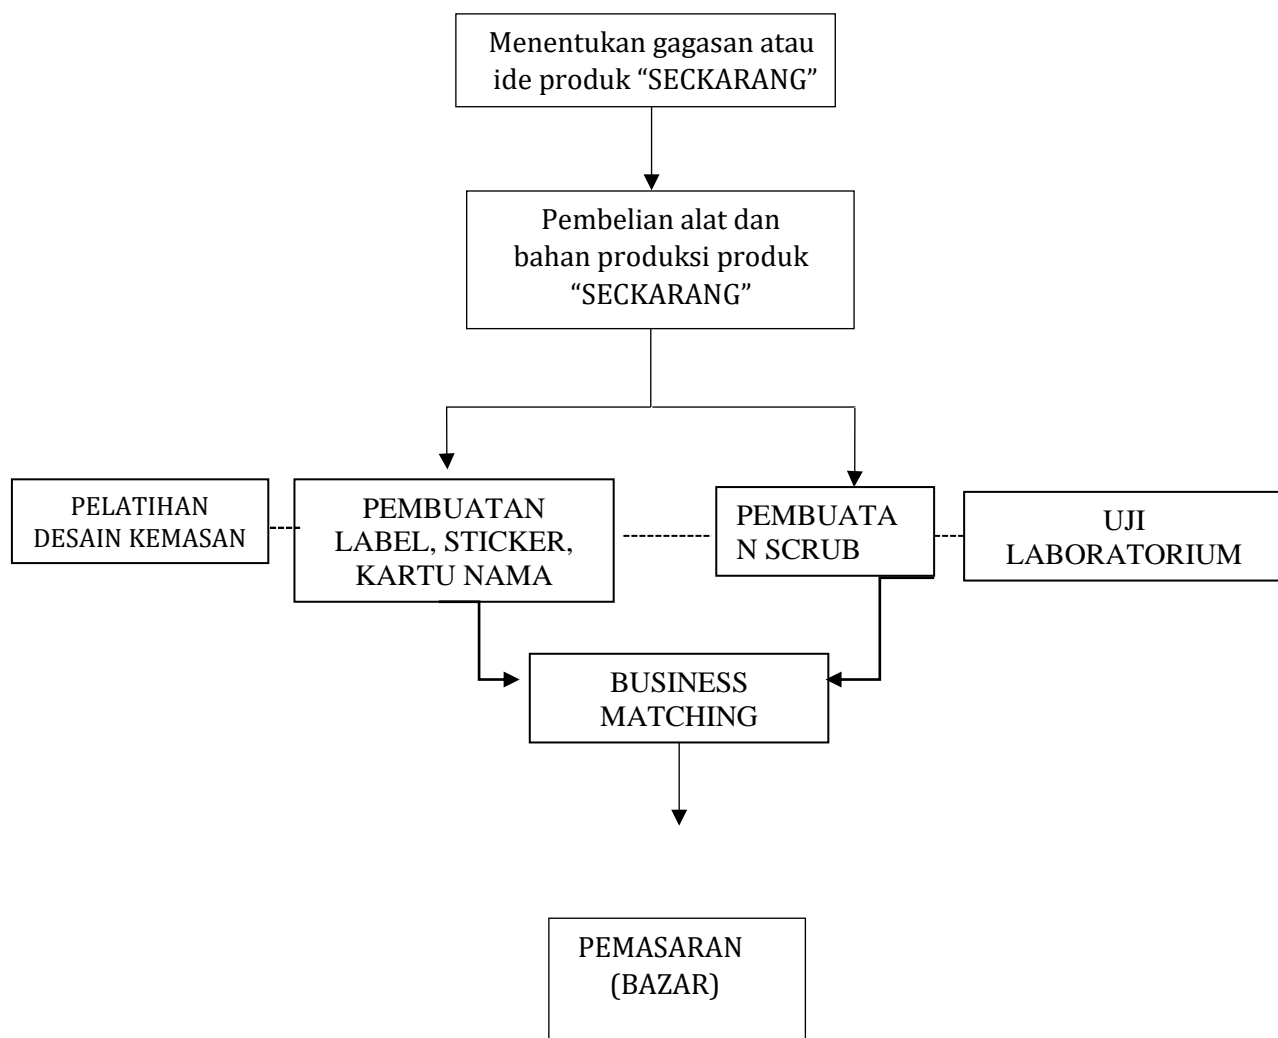 Menentukan gagasan atau
ide produk “SECKARANG”
Pembelian alat dan
bahan produksi produk
“SECKARANG”
PELATIHAN
DESAIN KEMASAN
PEMBUATAN
LABEL, STICKER,
KARTU NAMA
PEMBUATA
N SCRUB
UJI
LABORATORIUM
BUSINESS
MATCHING
PEMASARAN
(BAZAR)